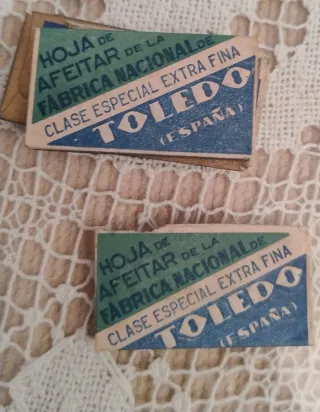 HOJA DE
AFEITAR DE LA
FÁBRICA NACIONAL DE
CLASE ESPECIAL EXTRA FINA
TOLEDO
(ESPAÑA)
HOJA DE
AFEITAR DE LA
FÁBRICA NACIONAL DE
CLASE ESPECIAL EXTRA FINA
TOLEDO
(ESPAÑA)